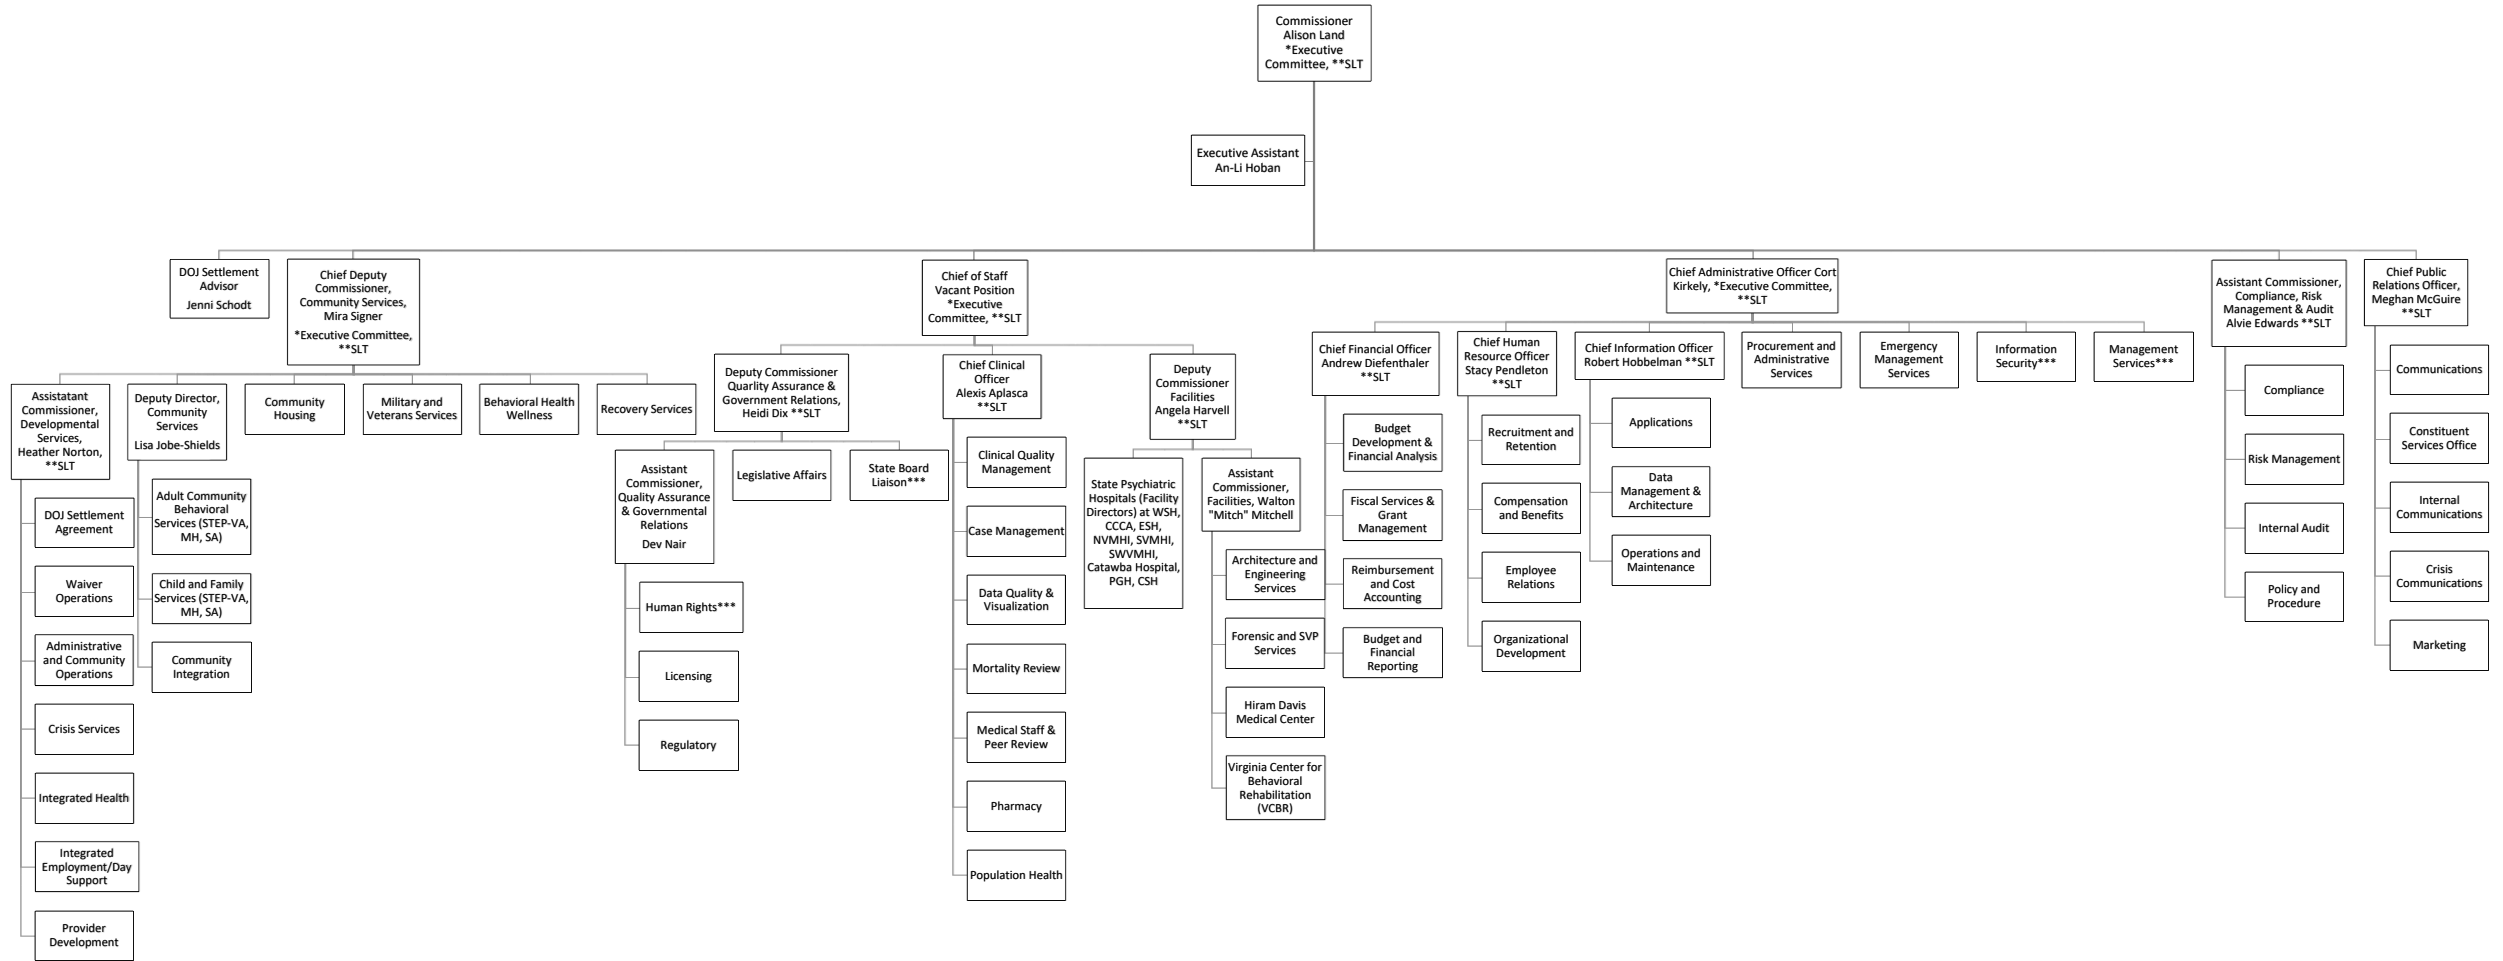 Commissioner
Alison Land
*Executive
Committee, **SLT
Executive Assistant
An-Li Hoban
DOJ Settlement
Advisor
Jenni Schodt
Chief Deputy
Commissioner,
Community Services,
Mira Signer
*Executive Committee,
**SLT
Chief of Staff
Vacant Position
*Executive
Committee, **SLT
Chief Administrative Officer Cort
Kirkely, *Executive Committee,
**SLT
Assistant Commissioner,
Compliance, Risk
Management & Audit
Alvie Edwards **SLT
Chief Public
Relations Officer,
Meghan McGuire
**SLT
Assistatant
Commissioner,
Developmental
Services,
Heather Norton,
**SLT
Deputy Director,
Community
Services
Lisa Jobe-Shields
Community
Housing
Military and
Veterans Services
Behavioral Health
Wellness
Recovery Services
Deputy Commissioner
Quarlity Assurance &
Government Relations,
Heidi Dix **SLT
Chief Clinical
Officer
Alexis Aplasca
**SLT
Deputy
Commissioner
Facilities
Angela Harvell
**SLT
Chief Financial Officer
Andrew Diefenthaler
**SLT
Chief Human
Resource Officer
Stacy Pendleton
**SLT
Chief Information Officer
Robert Hobbelman **SLT
Procurement and
Administrative
Services
Emergency
Management
Services
Information
Security***
Management
Services***
DOJ Settlement
Agreement
Waiver
Operations
Administrative
and Community
Operations
Crisis Services
Integrated Health
Integrated
Employment/Day
Support
Provider
Development
Adult Community
Behavioral
Services (STEP-VA,
MH, SA)
Child and Family
Services (STEP-VA,
MH, SA)
Community
Integration
Assistant
Commissioner,
Quality Assurance
& Governmental
Relations
Dev Nair
Legislative Affairs
State Board
Liaison***
Human Rights***
Licensing
Regulatory
Clinical Quality
Management
Case Management
Data Quality &
Visualization
Mortality Review
Medical Staff &
Peer Review
Pharmacy
Population Health
State Psychiatric
Hospitals (Facility
Directors) at WSH,
CCCA, ESH,
NVMHI, SVMHI,
SWVMHI,
Catawba Hospital,
PGH, CSH
Assistant
Commissioner,
Facilities, Walton
"Mitch" Mitchell
Architecture and
Engineering
Services
Forensic and SVP
Services
Hiram Davis
Medical Center
Virginia Center for
Behavioral
Rehabilitation
(VCBR)
Budget
Development &
Financial Analysis
Fiscal Services &
Grant
Management
Reimbursement
and Cost
Accounting
Budget and
Financial
Reporting
Recruitment and
Retention
Compensation
and Benefits
Employee
Relations
Organizational
Development
Applications
Data
Management &
Architecture
Operations and
Maintenance
Compliance
Risk Management
Internal Audit
Policy and
Procedure
Communications
Constituent
Services Office
Internal
Communications
Crisis
Communications
Marketing